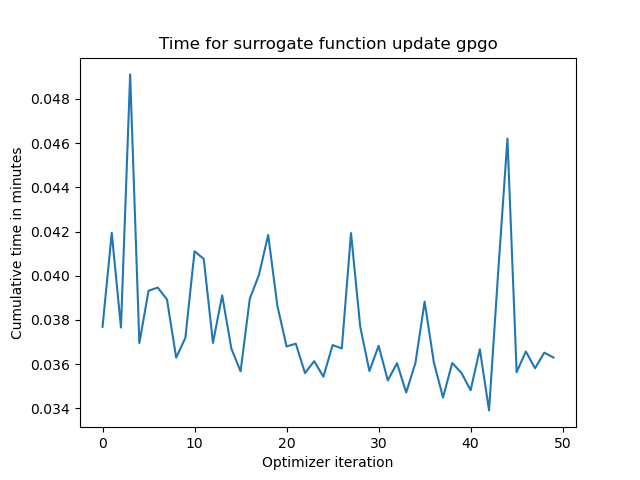 Time for surrogate function update gpgo
Cumulative time in minutes
0.048
0.046
0.044
0.042
0.040
0.038
0.036
0.034
0 10 20 30 40 50
Optimizer iteration